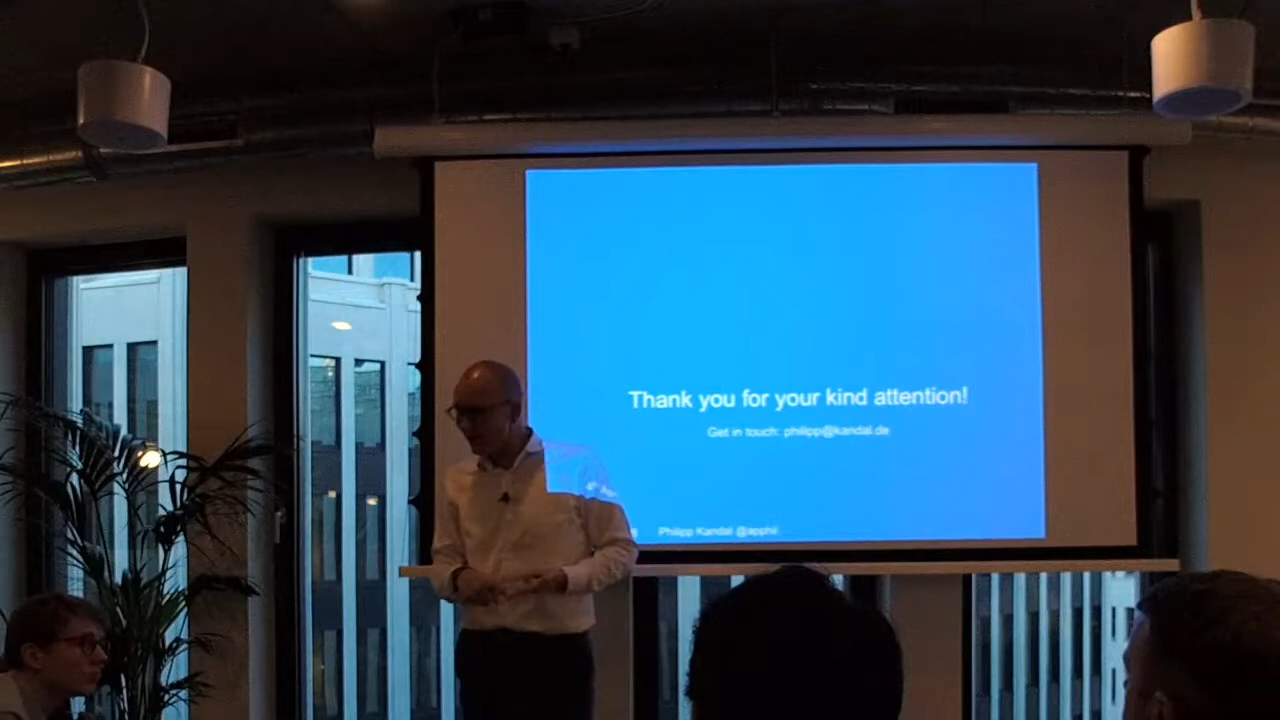 Thank you for your kind attention!
Get in touch: philipp@kandal.de
Philipp Kandal @apphil